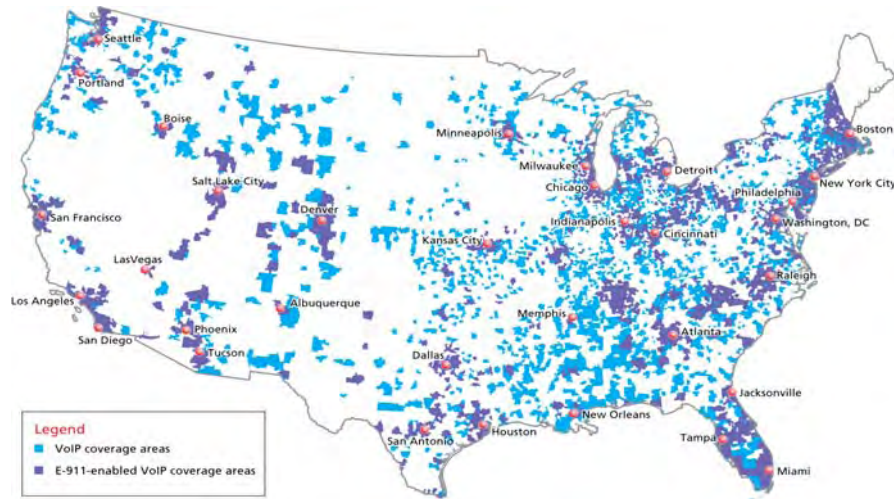 Seattle
Portland
Boise
Minneapolis
Boston
Milwaukee
Detroit
Chicago
New York City
Salt Lake City
Philadelphia
San Francisco
Denver
Indianapolis
Washington, DC
Cincinnati
Kansas City
LasVegas
Raleigh
Los Angeles
Albuquerque
Memphis
Phoenix
Atlanta
San Diego
Tucson
Dallas
Jacksonville
New Orleans
Houston
San Antonio
Tampa
Miami
Legend
VoIP coverage areas
E-911-enabled VoIP coverage areas